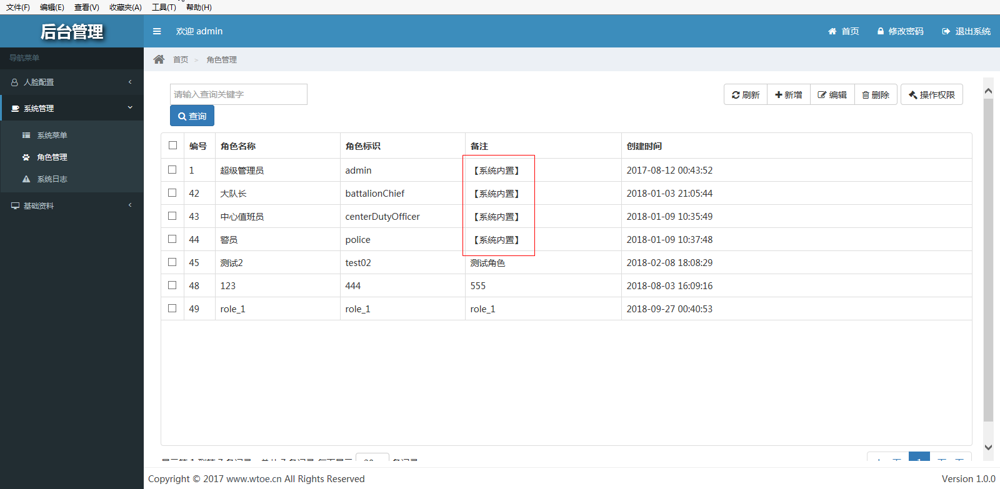 文件(F) 编辑(E) 查看(V) 收藏夹(A) 工具(T) 帮助(H)
后台管理 欢迎 admin 首页 修改密码 退出系统
导航菜单
人脸配置
系统管理
系统菜单
角色管理
系统日志
基础资料
首页 > 角色管理
请输入查询关键字
刷新 新增 编辑 删除 操作权限
查询
编号 角色名称 角色标识 备注 创建时间
1 超级管理员 admin 【系统内置】 2017-08-12 00:43:52
42 大队长 battalionChief 【系统内置】 2018-01-03 21:05:44
43 中心值班员 centerDutyOfficer 【系统内置】 2018-01-09 10:35:49
44 警员 police 【系统内置】 2018-01-09 10:37:48
45 测试2 test02 测试角色 2018-02-08 18:08:29
48 123 444 555 2018-08-03 16:09:16
49 role_1 role_1 role_1 2018-09-27 00:40:53
Copyright © 2017 www.wtoe.cn All Rights Reserved Version 1.0.0